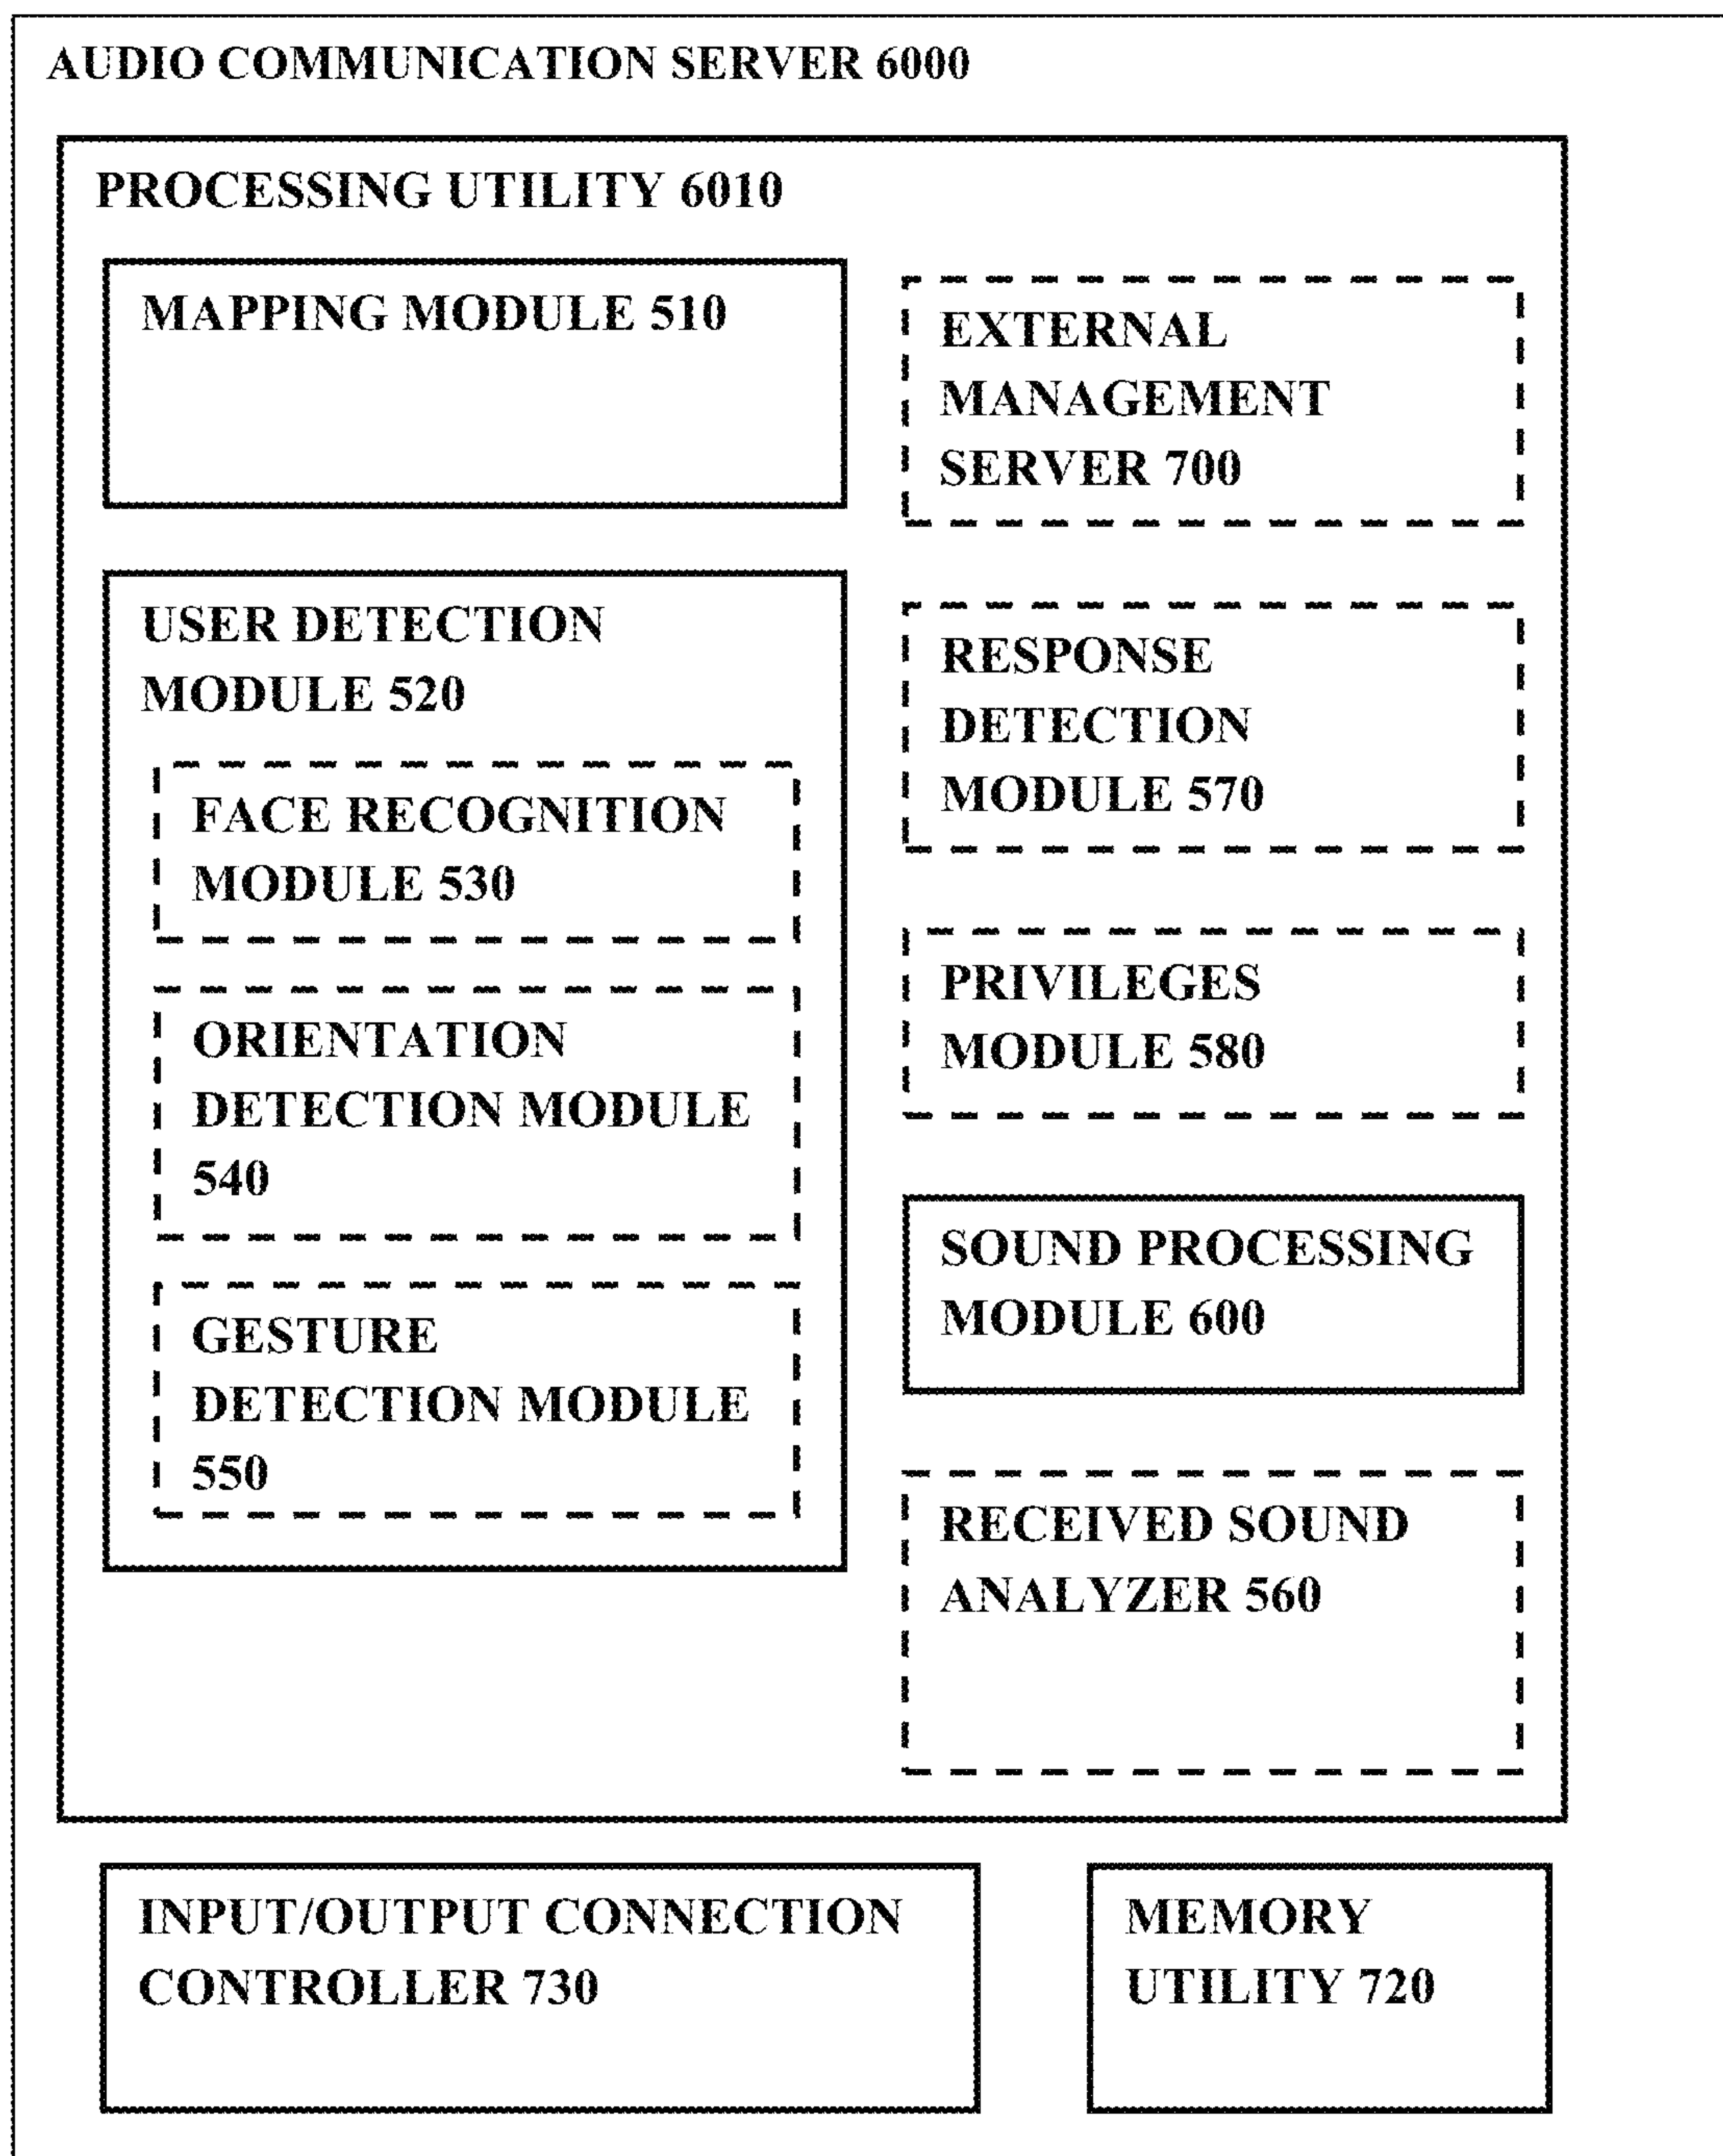 AUDIO COMMUNICATION SERVER 6000
PROCESSING UTILITY 6010
MAPPING MODULE 510
USER DETECTION
MODULE 520
FACE RECOGNITION
MODULE 530
ORIENTATION
DETECTION MODULE
540
GESTURE
DETECTION MODULE
550
EXTERNAL
MANAGEMENT
SERVER 700
RESPONSE
DETECTION
MODULE 570
PRIVILEGES
MODULE 580
SOUND PROCESSING
MODULE 600
RECEIVED SOUND
ANALYZER 560
INPUT/OUTPUT CONNECTION
CONTROLLER 730
MEMORY
UTILITY 720